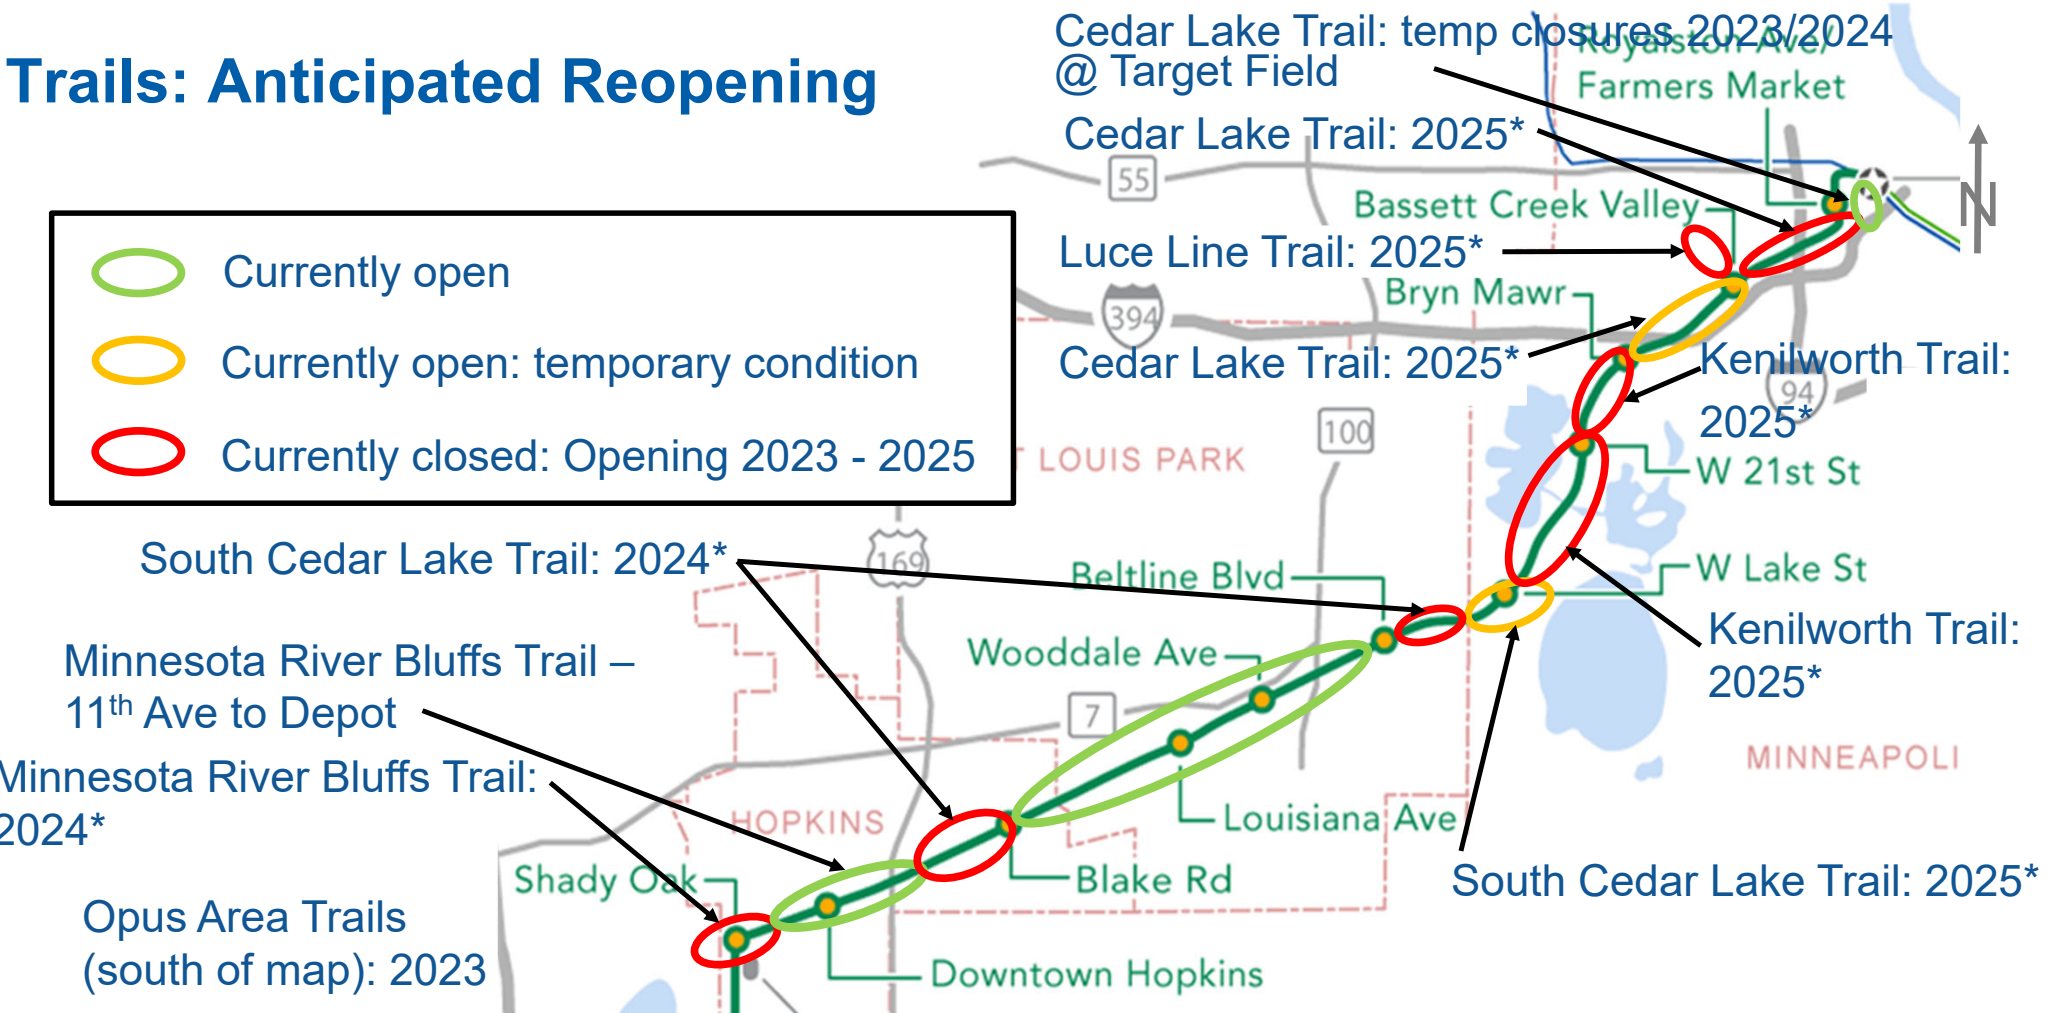 Trails: Anticipated Reopening
Cedar Lake Trail: temp closures 2023/2024
@ Target Field
Royalston Ave/
Farmers Market
Cedar Lake Trail: 2025*
55
Bassett Creek Valley
N
Luce Line Trail: 2025*
Bryn Mawr
394
Cedar Lake Trail: 2025*
Kenilworth Trail:
2025*
94
Currently open
Currently open: temporary condition
Currently closed: Opening 2023 - 2025
100
T LOUIS PARK
W 21st St
South Cedar Lake Trail: 2024*
169
Beltline Blvd
W Lake St
Wooddale Ave
Kenilworth Trail:
2025*
Minnesota River Bluffs Trail –
11th Ave to Depot
7
MINNEAPOLI
Minnesota River Bluffs Trail:
2024*
HOPKINS
Louisiana Ave
Shady Oak
Blake Rd
South Cedar Lake Trail: 2025*
Opus Area Trails
(south of map): 2023
Downtown Hopkins